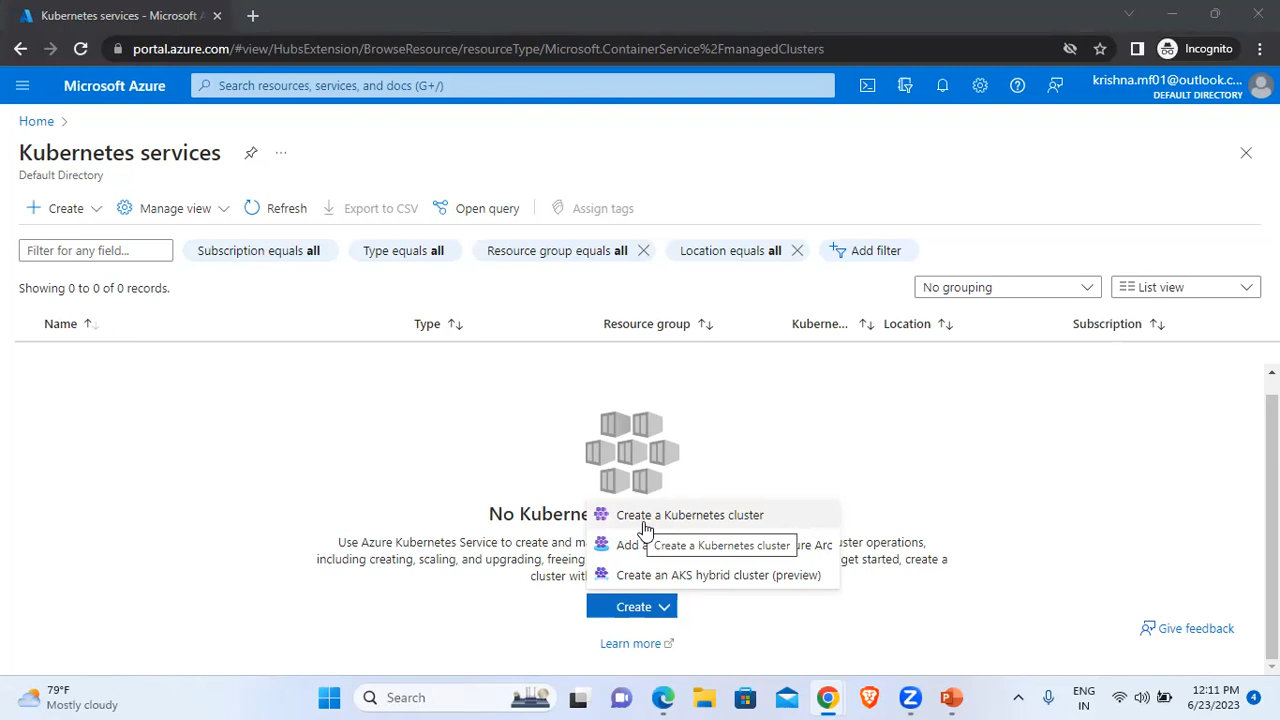 Kubernetes services - Microsoft A
portal.azure.com/#view/HubsExtension/BrowseResource/resourceType/Microsoft.ContainerService%2FmanagedClusters
Incognito
Microsoft Azure
Search resources, services, and docs (G+/)
krishna.mf01@outlook.c...
DEFAULT DIRECTORY
Home
Kubernetes services
...
Default Directory
Create
Manage view
Refresh
Export to CSV
Open query
Assign tags
Filter for any field...
Subscription equals all
Type equals all
Resource group equals all
Location equals all
Add filter
Showing 0 to 0 of 0 records.
No grouping
List view
Name
Type
Resource group
Kuberne...
Location
Subscription
No Kuberne
Create a Kubernetes cluster
Use Azure Kubernetes Service to create and m
uster operations,
Add a
Create a Kubernetes cluster
ure Arc
including creating, scaling, and upgrading, freein
et started, create a
cluster wit
Create an AKS hybrid cluster (preview)
Create
Learn more
Give feedback
79°F
Mostly cloudy
Search
ENG
IN
12:11 PM
6/23/2023
4